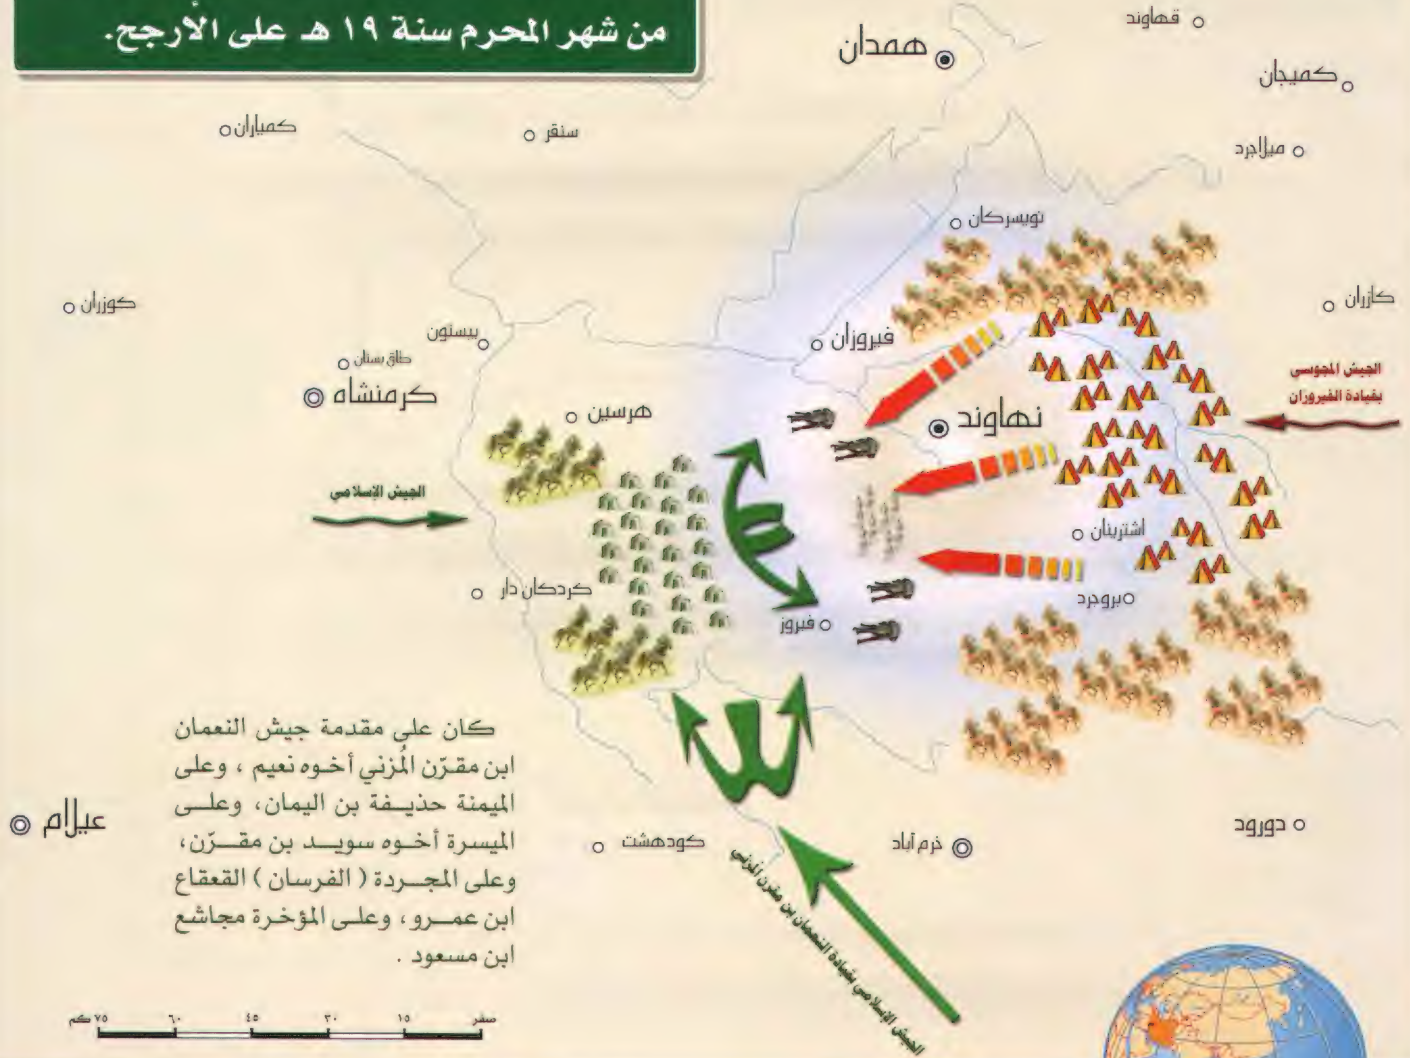 من شهر المحرم سنة ١٩ هـ على الأرجح.
قهاوند
همدان
كميجان
كمياران
سنقر
ميلاجرد
تويسركان
كوزران
كازران
بيستون
فيروزان
طاق بستان
كرمنشاه
الجيش المجوسي
بقيادة الفيروزان
هرسين
نهاوند
الجيش الإسلامي
اشترينان
كردكان دار
بروجرد
فيروز
كان على مقدمة جيش النعمان
ابن مقرّن المُزني أخوه نعيم ، وعلى
الميمنة حذيفة بن اليمان، وعلى
الميسرة أخوه سويد بن مقرّن،
وعلى المجردة ( الفرسان ) القعقاع
ابن عمرو، وعلى المؤخرة مجاشع
ابن مسعود .
عيلام
كودهشت
خرم آباد
دورود
الجيش الإسلامي بقيادة النعمان بن مقرن المزني
٧٥ كم ٦٠ ٤٥ ٣٠ ١٥ صفر